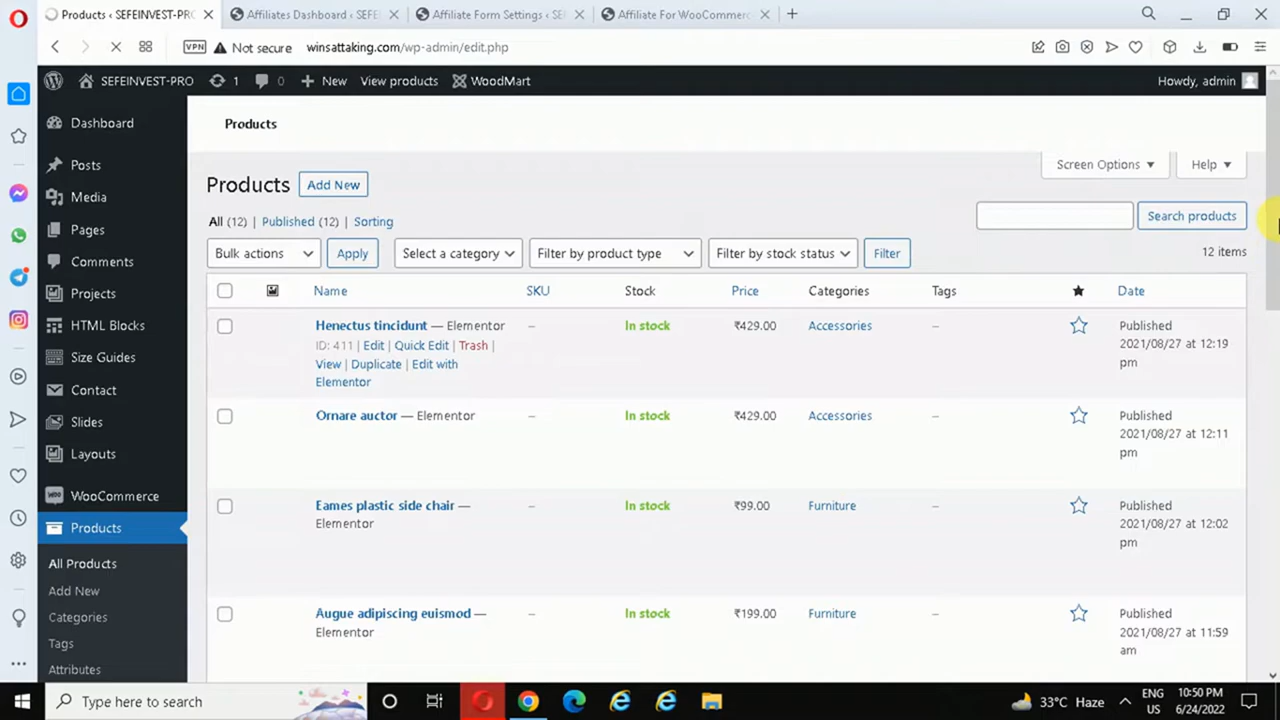 Products ‹ SEFEINVEST-PR
Affiliates Dashboard ‹ SEFE
Affiliate Form Settings ‹ SE
Affiliate For WooCommerc
VPN
Not secure
winsattaking.com/wp-admin/edit.php
SEFEINVEST-PRO
1
0
New
View products
WoodMart
Howdy, admin
Dashboard
Posts
Media
Pages
Comments
Projects
HTML Blocks
Size Guides
Contact
Slides
Layouts
WooCommerce
Products
All Products
Add New
Categories
Tags
Attributes
Products
Screen Options
Help
Products
Add New
All (12) | Published (12) | Sorting
Search products
Bulk actions
Apply
Select a category
Filter by product type
Filter by stock status
Filter
12 items
Name SKU Stock Price Categories Tags Date
Henectus tincidunt — Elementor – In stock ₹429.00 Accessories – Published
ID: 411 | Edit | Quick Edit | Trash | 2021/08/27 at 12:19
View | Duplicate | Edit with pm
Elementor
Ornare auctor — Elementor – In stock ₹429.00 Accessories – Published
2021/08/27 at 12:11
pm
Eames plastic side chair — – In stock ₹99.00 Furniture – Published
Elementor 2021/08/27 at 12:02
pm
Augue adipiscing euismod — – In stock ₹199.00 Furniture – Published
Elementor 2021/08/27 at 11:59
am
Type here to search
33°C Haze
ENG
US
10:50 PM
6/24/2022